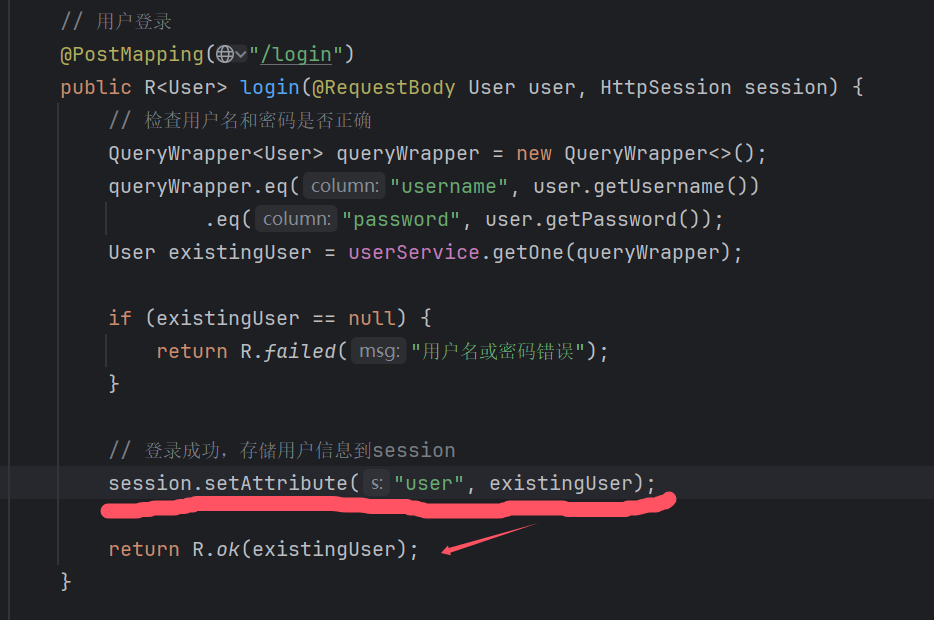 // 用户登录
@PostMapping("/login")
public R<User> login(@RequestBody User user, HttpSession session) {
// 检查用户名和密码是否正确
QueryWrapper<User> queryWrapper = new QueryWrapper<>();
queryWrapper.eq( column: "username", user.getUsername())
.eq( column: "password", user.getPassword());
User existingUser = userService.getOne(queryWrapper);
if (existingUser == null) {
return R.failed( msg: "用户名或密码错误");
}
// 登录成功，存储用户信息到session
session.setAttribute( s: "user", existingUser);
return R.ok(existingUser);
}